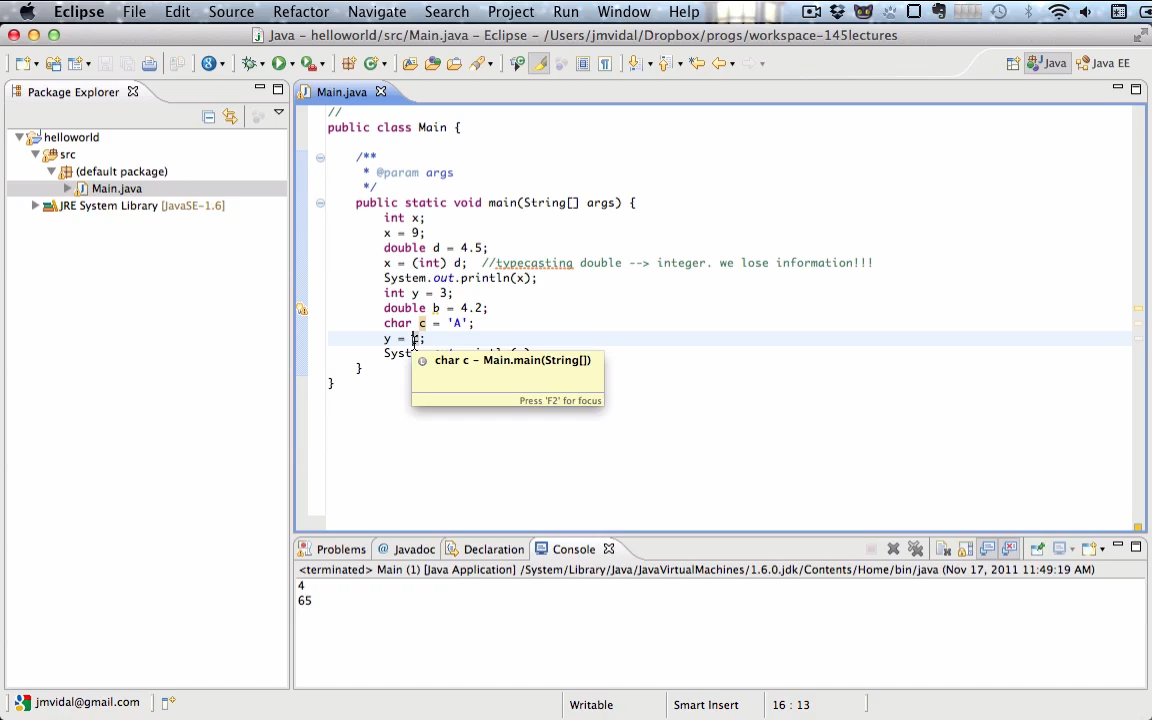 Eclipse File Edit Source Refactor Navigate Search Project Run Window Help
Java - helloworld/src/Main.java - Eclipse - /Users/jmvidal/Dropbox/progs/workspace-145lectures
Java Java EE
Package Explorer
Main.java
helloworld
src
(default package)
Main.java
JRE System Library [JavaSE-1.6]
//
public class Main {
/**
* @param args
*/
public static void main(String[] args) {
int x;
x = 9;
double d = 4.5;
x = (int) d; //typecasting double --> integer. we lose information!!!
System.out.println(x);
int y = 3;
double b = 4.2;
char c = 'A';
y = c;
Syst
}
}
char c - Main.main(String[])
Press 'F2' for focus
Problems @ Javadoc Declaration Console
<terminated> Main (1) [Java Application] /System/Library/Java/JavaVirtualMachines/1.6.0.jdk/Contents/Home/bin/java (Nov 17, 2011 11:49:19 AM)
4
65
jmvidal@gmail.com
Writable
Smart Insert
16 : 13